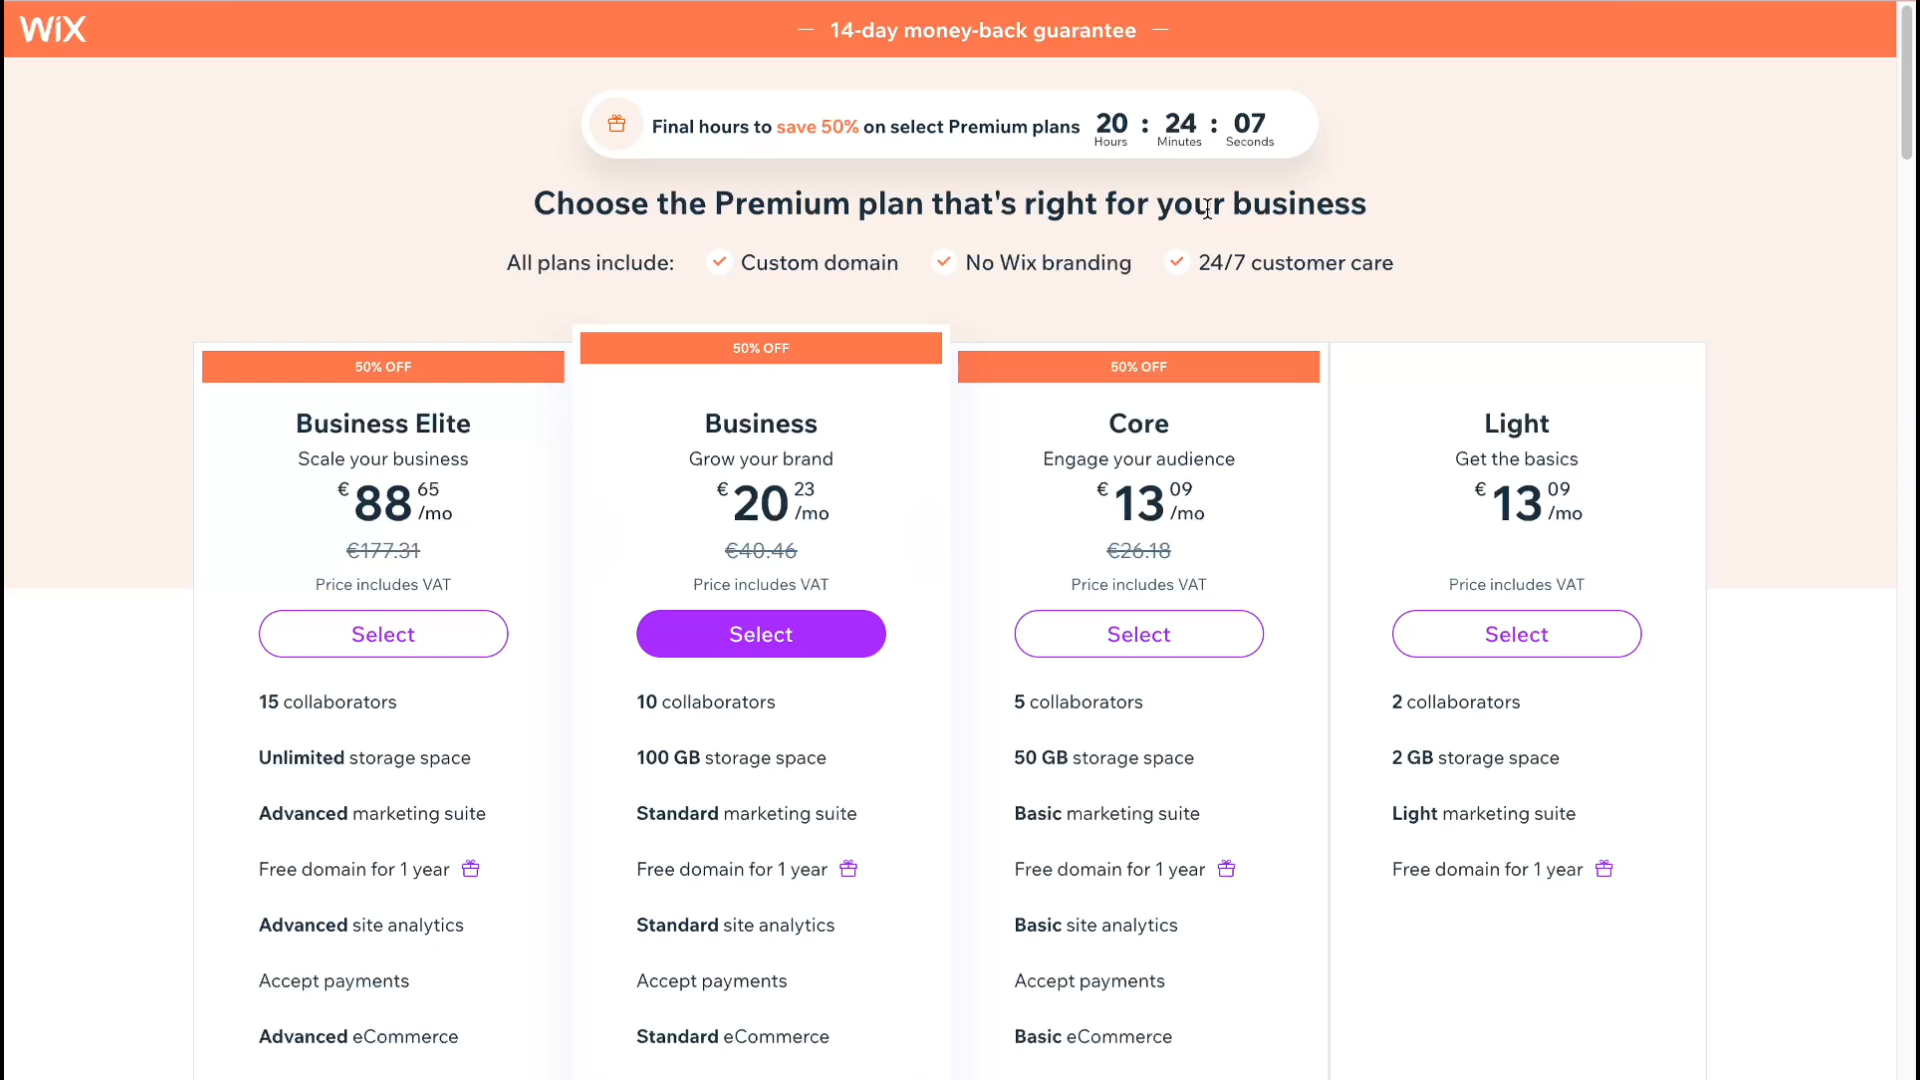 WiX
14-day money-back guarantee
Final hours to save 50% on select Premium plans 20 : 24 : 07
Hours Minutes Seconds
Choose the Premium plan that's right for your business
All plans include: Custom domain No Wix branding 24/7 customer care
50% OFF
Business Elite
Scale your business
€ 88 65 /mo
€177.31
Price includes VAT
Select
15 collaborators
Unlimited storage space
Advanced marketing suite
Free domain for 1 year
Advanced site analytics
Accept payments
Advanced eCommerce
50% OFF
Business
Grow your brand
€ 20 23 /mo
€40.46
Price includes VAT
Select
10 collaborators
100 GB storage space
Standard marketing suite
Free domain for 1 year
Standard site analytics
Accept payments
Standard eCommerce
50% OFF
Core
Engage your audience
€ 13 09 /mo
€26.18
Price includes VAT
Select
5 collaborators
50 GB storage space
Basic marketing suite
Free domain for 1 year
Basic site analytics
Accept payments
Basic eCommerce
Light
Get the basics
€ 13 09 /mo
Price includes VAT
Select
2 collaborators
2 GB storage space
Light marketing suite
Free domain for 1 year